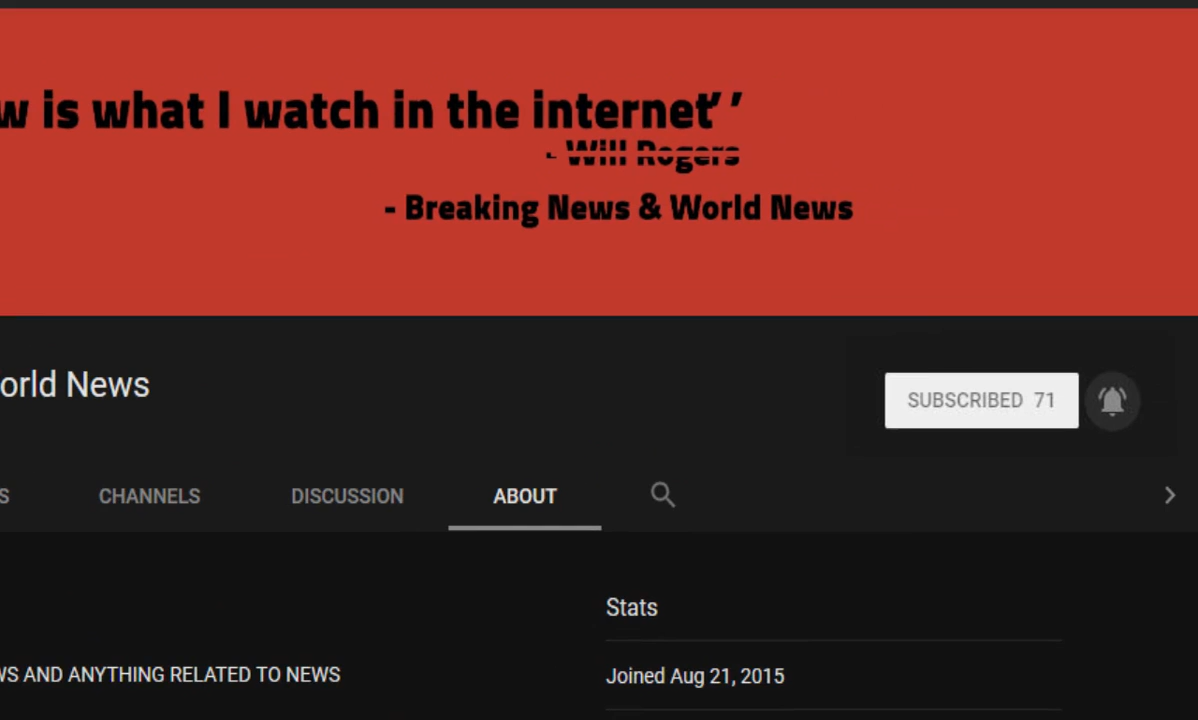 w is what I watch in the internet’’
- Will Rogers
- Breaking News & World News
orld News
SUBSCRIBED 71
S CHANNELS DISCUSSION ABOUT
Stats
WS AND ANYTHING RELATED TO NEWS
Joined Aug 21, 2015